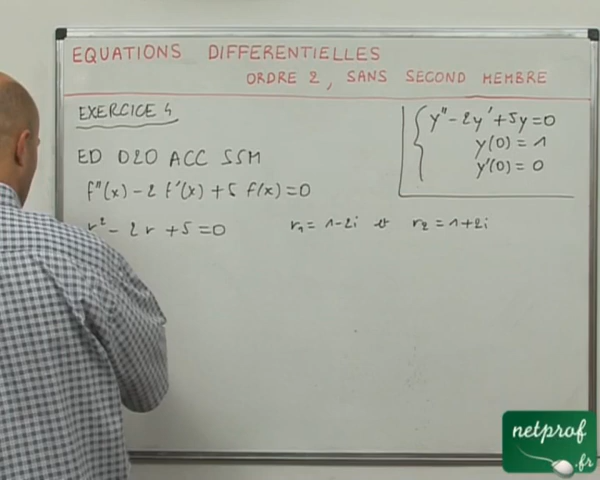 EQUATIONS DIFFERENTIELLES
ORDRE 2, SANS SECOND MEMBRE
EXERCICE 4
y'' - 2y' + 5y = 0
y(0) = 1
y'(0) = 0
ED O2O ACC SSM
f''(x) - 2 f'(x) + 5 f(x) = 0
r² - 2r + 5 = 0 r₁ = 1-2i et r₂ = 1+2i
netprof
.fr